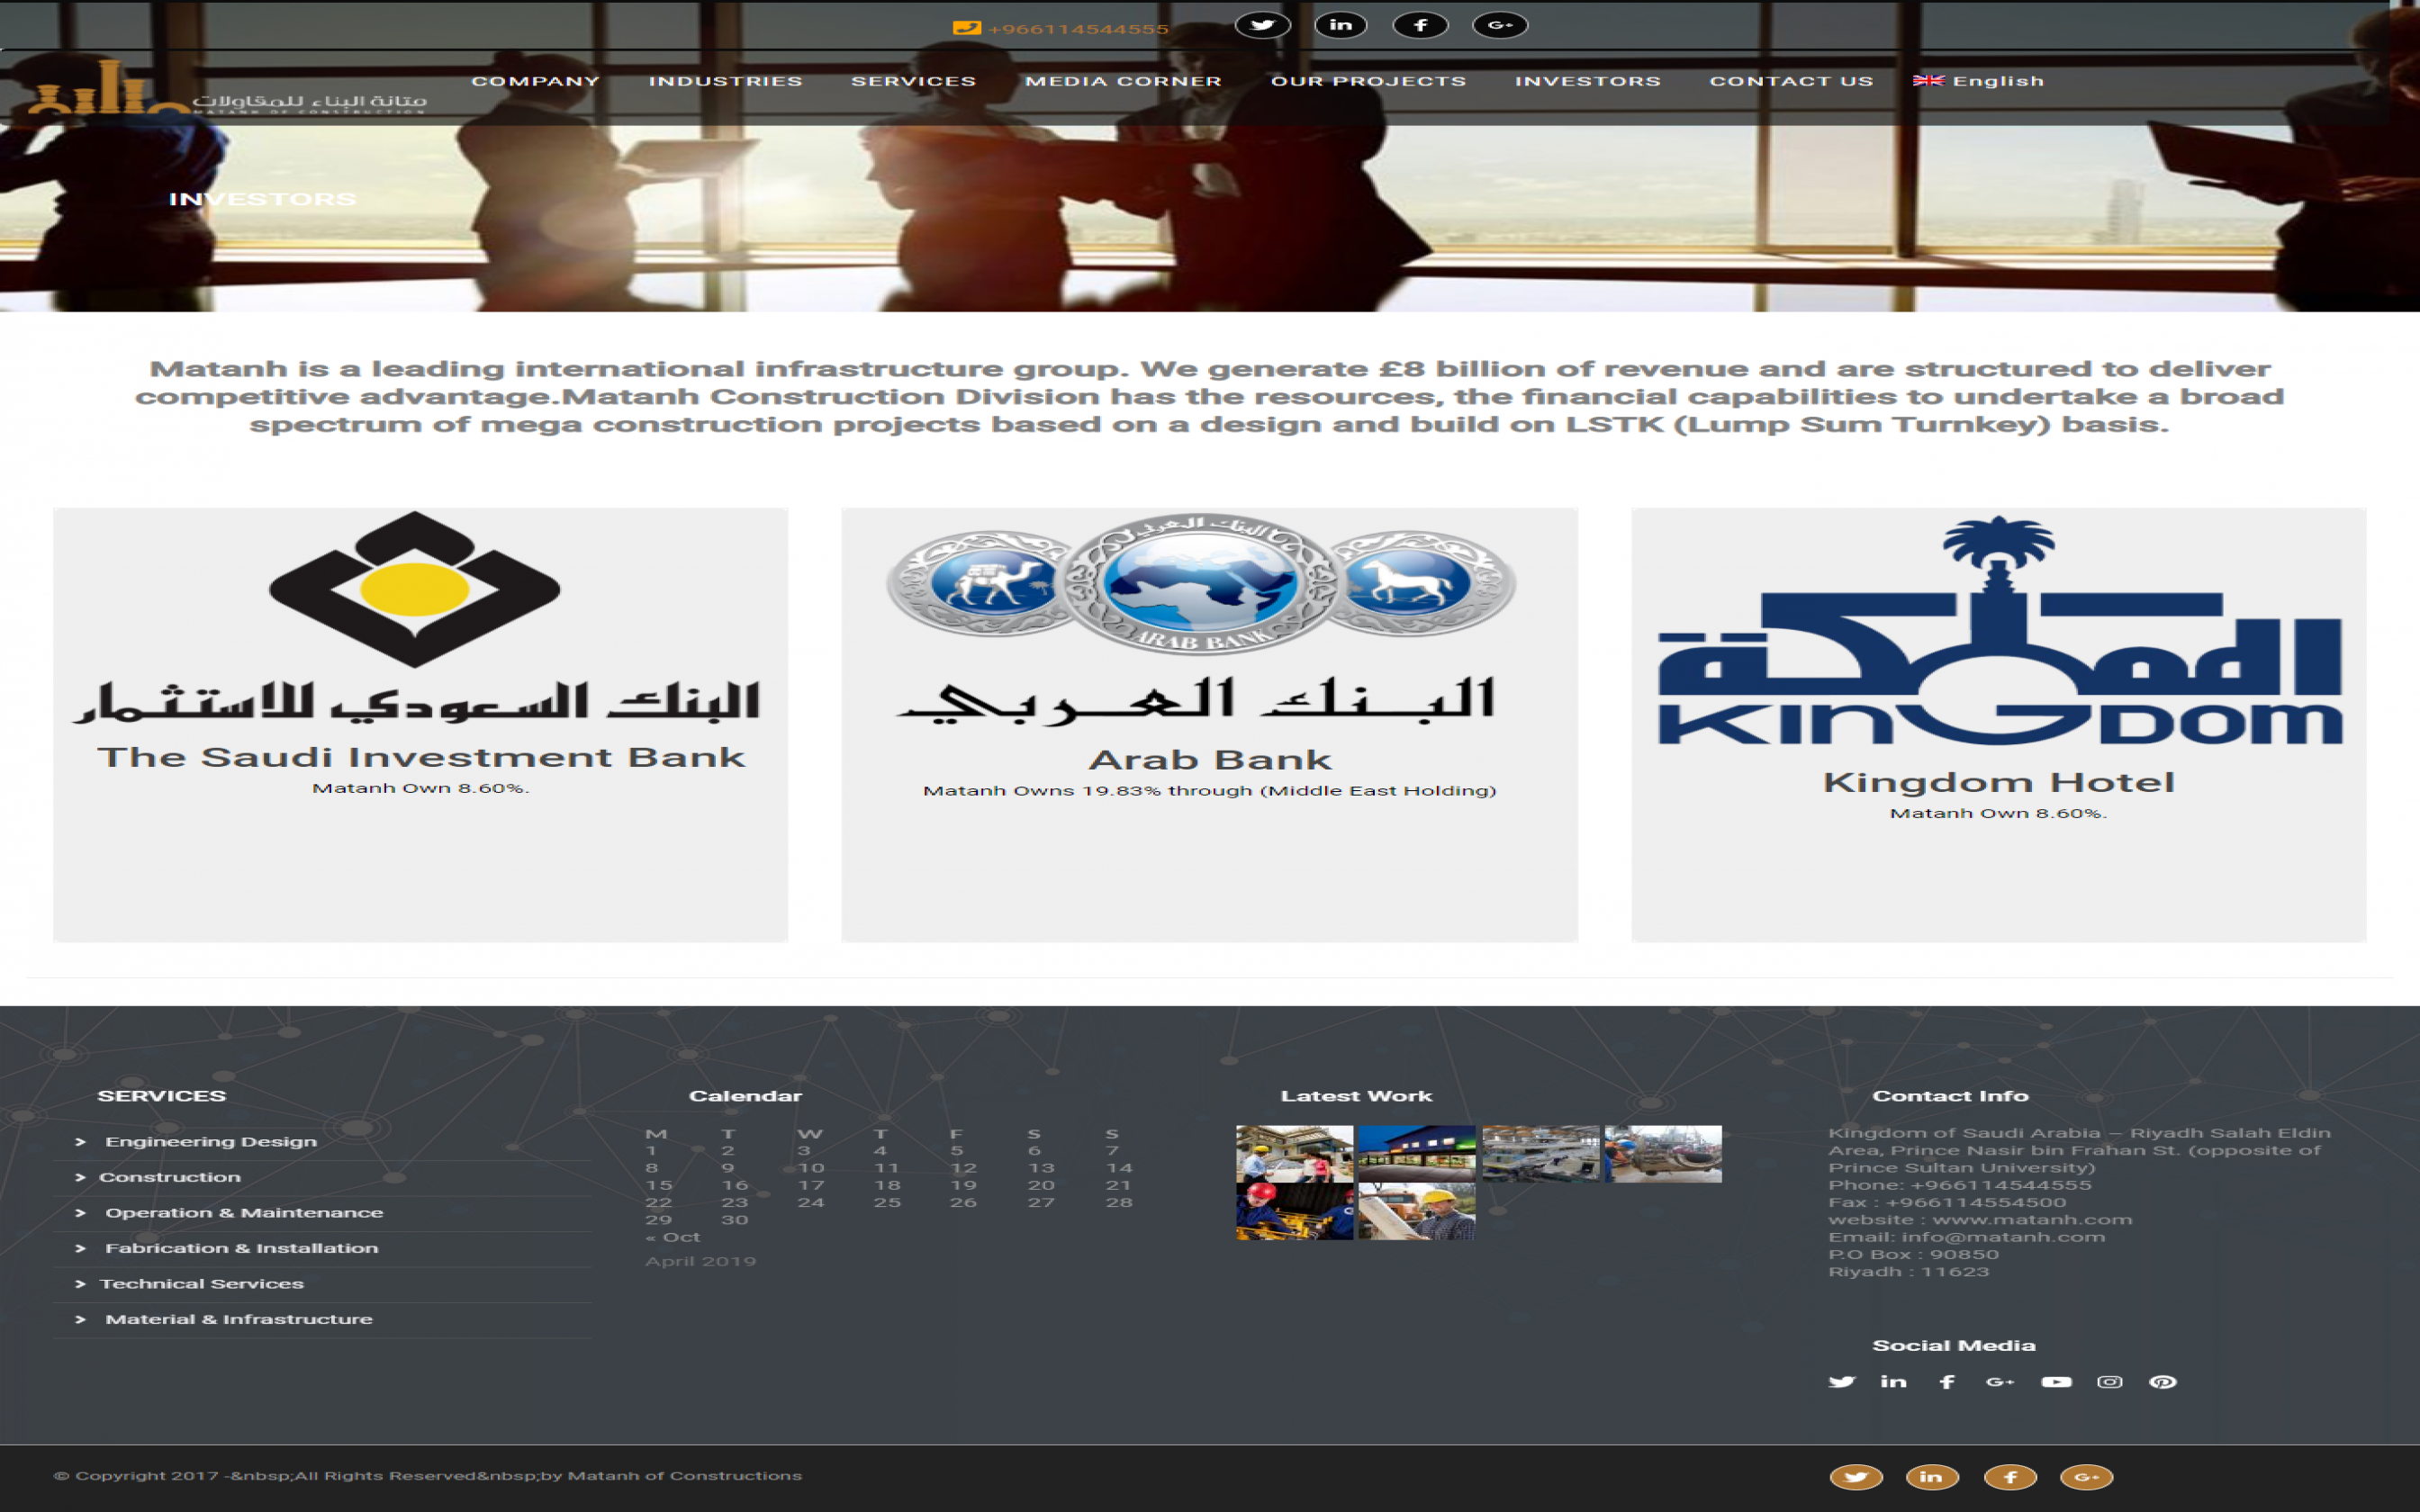 +966114544555
متانة البناء للمقاولات
MATANH OF CONSTRUCTION
COMPANY INDUSTRIES SERVICES MEDIA CORNER OUR PROJECTS INVESTORS CONTACT US English
INVESTORS
Matanh is a leading international infrastructure group. We generate £8 billion of revenue and are structured to deliver
competitive advantage.Matanh Construction Division has the resources, the financial capabilities to undertake a broad
spectrum of mega construction projects based on a design and build on LSTK (Lump Sum Turnkey) basis.
البنك السعودي للاستثمار
The Saudi Investment Bank
Matanh Own 8.60%.
البنك العربي
ARAB BANK
البنك العربي
Arab Bank
Matanh Owns 19.83% through (Middle East Holding)
المملكة
KINGDOM
Kingdom Hotel
Matanh Own 8.60%.
SERVICES
Engineering Design
Construction
Operation & Maintenance
Fabrication & Installation
Technical Services
Material & Infrastructure
Calendar
M T W T F S S
1 2 3 4 5 6 7
8 9 10 11 12 13 14
15 16 17 18 19 20 21
22 23 24 25 26 27 28
29 30
« Oct
April 2019
Latest Work
Contact Info
Kingdom of Saudi Arabia – Riyadh Salah Eldin
Area, Prince Nasir bin Frahan St. (opposite of
Prince Sultan University)
Phone: +966114544555
Fax : +966114554500
website : www.matanh.com
Email: info@matanh.com
P.O Box : 90850
Riyadh : 11623
Social Media
© Copyright 2017 -&nbsp;All Rights Reserved&nbsp;by Matanh of Constructions